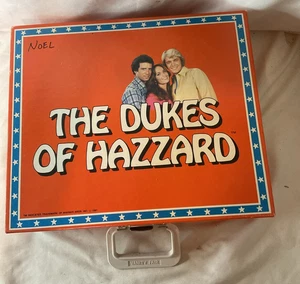 NOEL
THE DUKES
OF HAZZARD